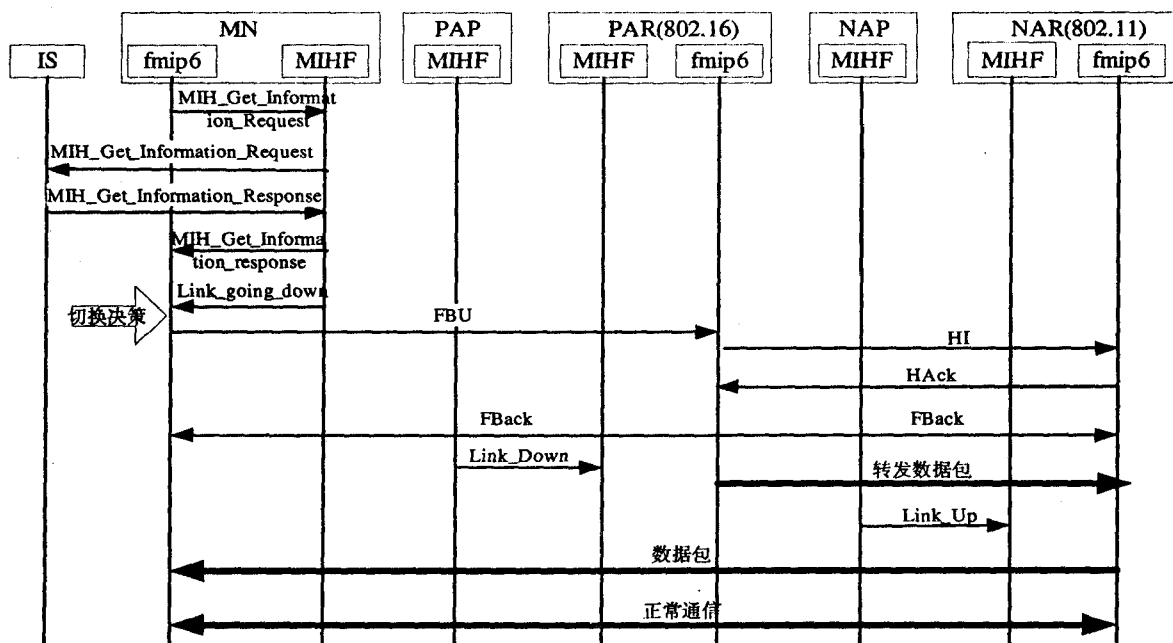 MN
PAP
PAR(802.16)
NAP
NAR(802.11)
IS
fmip6
MIHF
MIHF
MIHF
fmip6
MIHF
MIHF
fmip6
MIH_Get_Informat
ion_Request
MIH_Get_Information_Request
MIH_Get_Information_Response
MIH_Get_Informa
tion_response
Link_going_down
切换决策
FBU
HI
HAck
FBack
FBack
Link_Down
转发数据包
Link_Up
数据包
正常通信